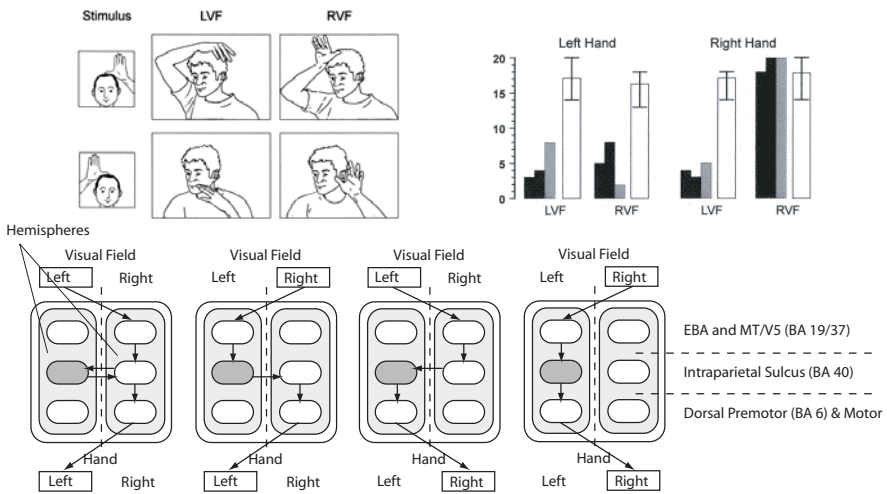 Stimulus LVF RVF
Left Hand Right Hand
20
15
10
5
0
LVF RVF LVF RVF
Hemispheres
Visual Field Visual Field Visual Field Visual Field
Left Right Left Right Left Right Left Right
EBA and MT/V5 (BA 19/37)
Intraparietal Sulcus (BA 40)
Dorsal Premotor (BA 6) & Motor
Hand Hand Hand Hand
Left Right Left Right Left Right Left Right